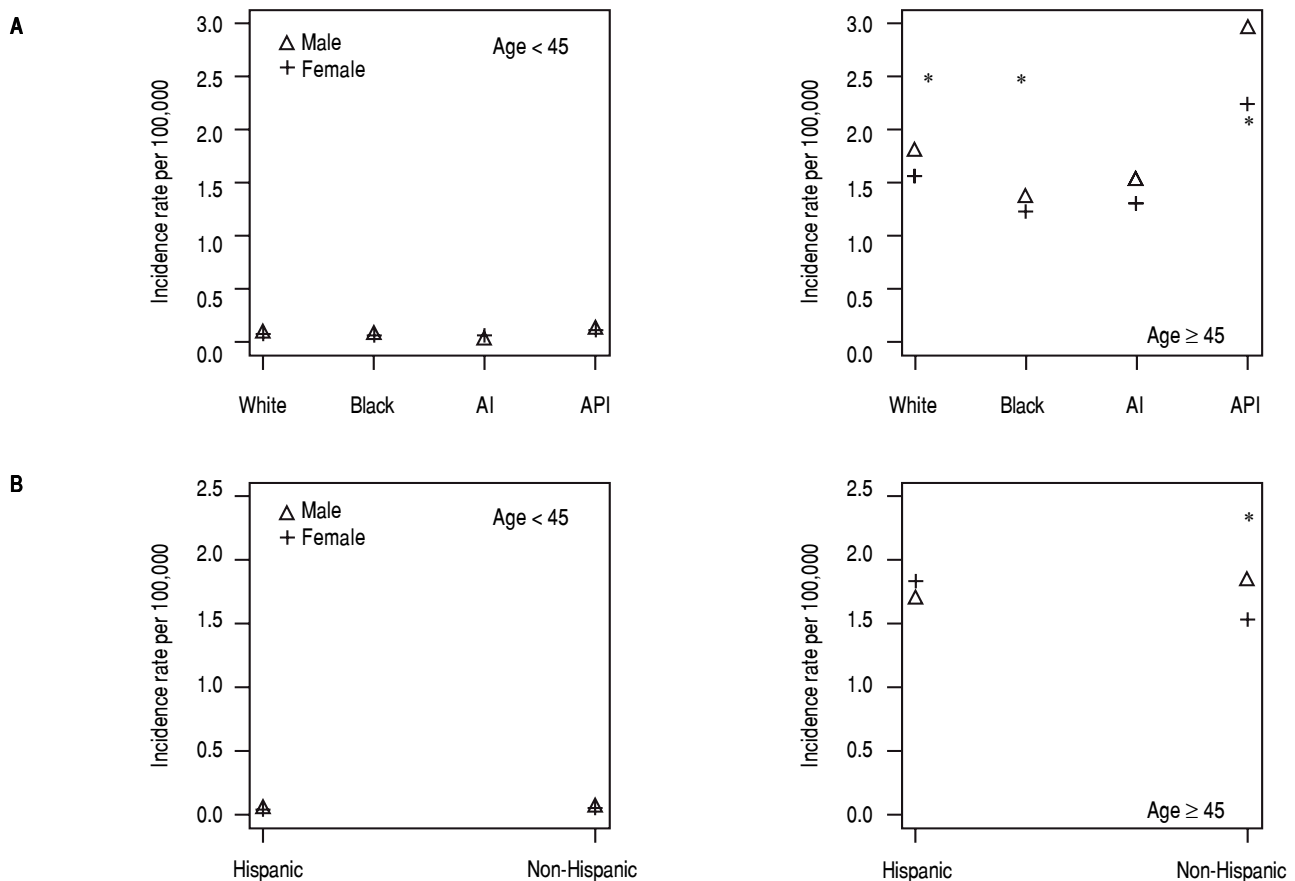 A
Incidence rate per 100,000
3.0
2.5
2.0
1.5
1.0
0.5
0.0
Male
Female
Age < 45
White Black AI API
Incidence rate per 100,000
3.0
2.5
2.0
1.5
1.0
0.5
0.0
*
*
*
Age ≥ 45
White Black AI API
B
Incidence rate per 100,000
2.5
2.0
1.5
1.0
0.5
0.0
Male
Female
Age < 45
Hispanic Non-Hispanic
Incidence rate per 100,000
2.5
2.0
1.5
1.0
0.5
0.0
*
Age ≥ 45
Hispanic Non-Hispanic